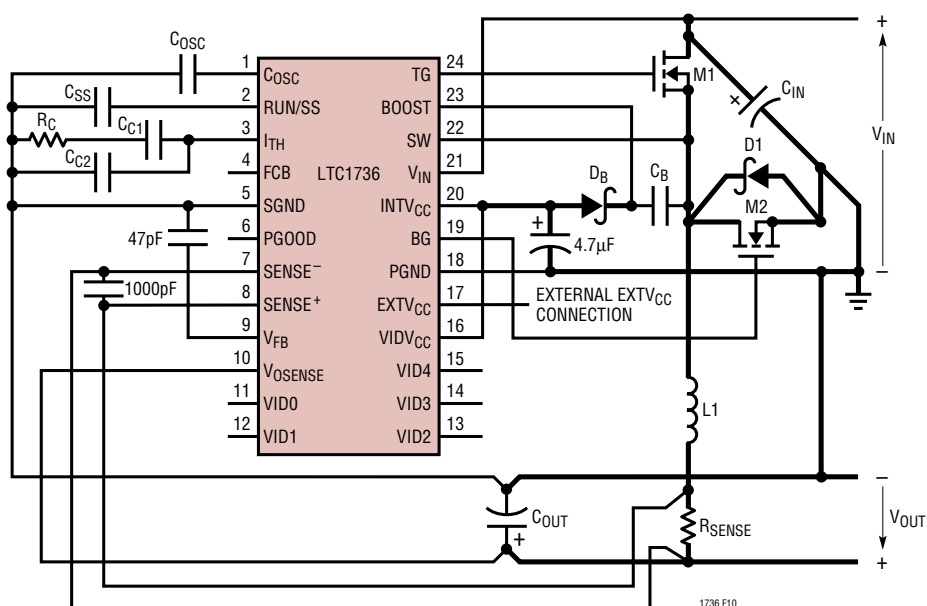 C_OSC
1
C_OSC
TG
24
M1
+
C_SS
2
RUN/SS
BOOST
23
+
C_IN
R_C
C_C1
3
I_TH
SW
22
V_IN
C_C2
4
FCB
LTC1736
V_IN
21
D_B
C_B
D1
5
SGND
INTV_CC
20
M2
47pF
6
PGOOD
BG
19
+
4.7μF
7
SENSE⁻
PGND
18
−
1000pF
8
SENSE⁺
EXTV_CC
17
EXTERNAL EXTV_CC
CONNECTION
9
V_FB
VIDV_CC
16
10
V_OSENSE
VID4
15
11
VID0
VID3
14
L1
12
VID1
VID2
13
−
C_OUT
+
R_SENSE
V_OUT
+
1736 F10